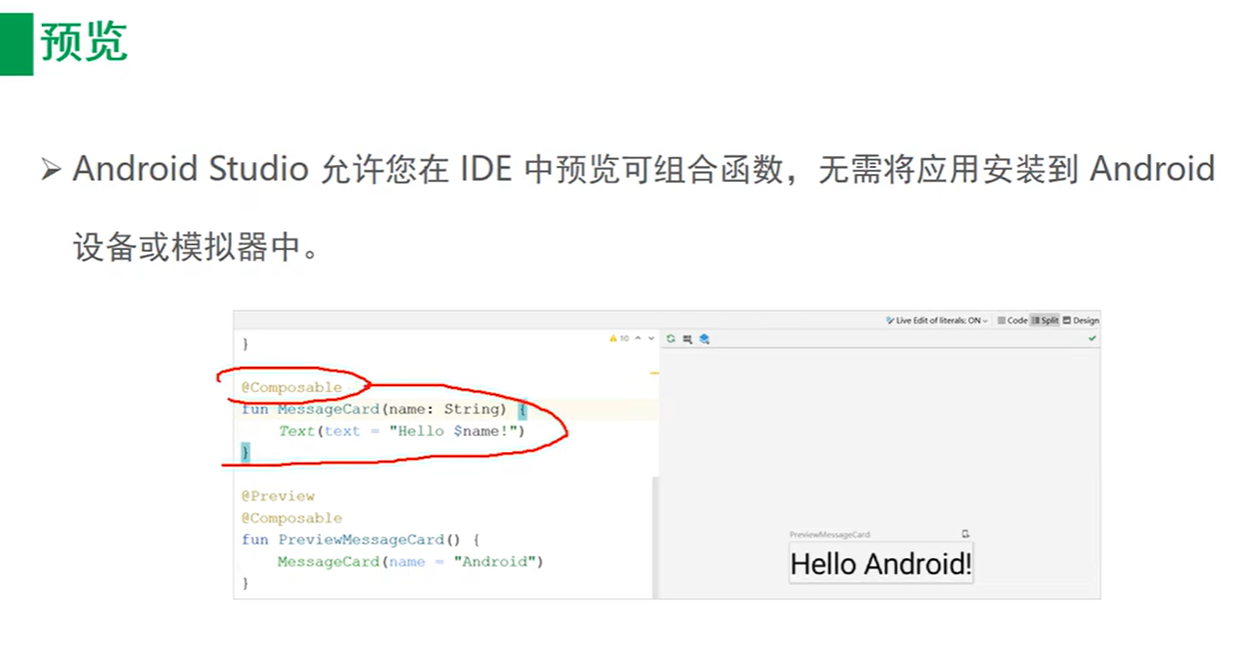 预览
➢ Android Studio 允许您在 IDE 中预览可组合函数，无需将应用安装到 Android
设备或模拟器中。
Live Edit of literals: ON Code Split Design
}
10
@Composable
fun MessageCard(name: String) {
Text(text = "Hello $name!")
}
@Preview
@Composable
fun PreviewMessageCard() {
MessageCard(name = "Android")
}
PreviewMessageCard
Hello Android!